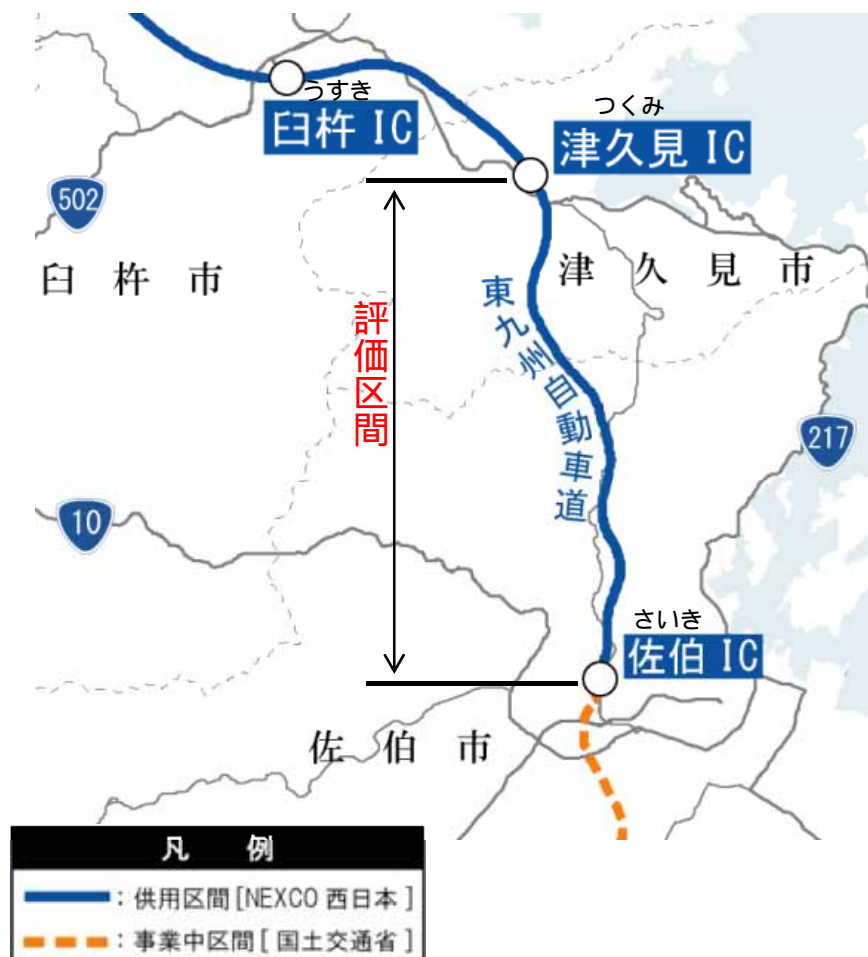 うすき
臼杵 IC
つくみ
津久見 IC
502
臼杵市
津久見市
東九州自動車道
評価区間
217
10
さいき
佐伯 IC
佐伯市
凡例
：供用区間[NEXCO 西日本]
：事業中区間[国土交通省]